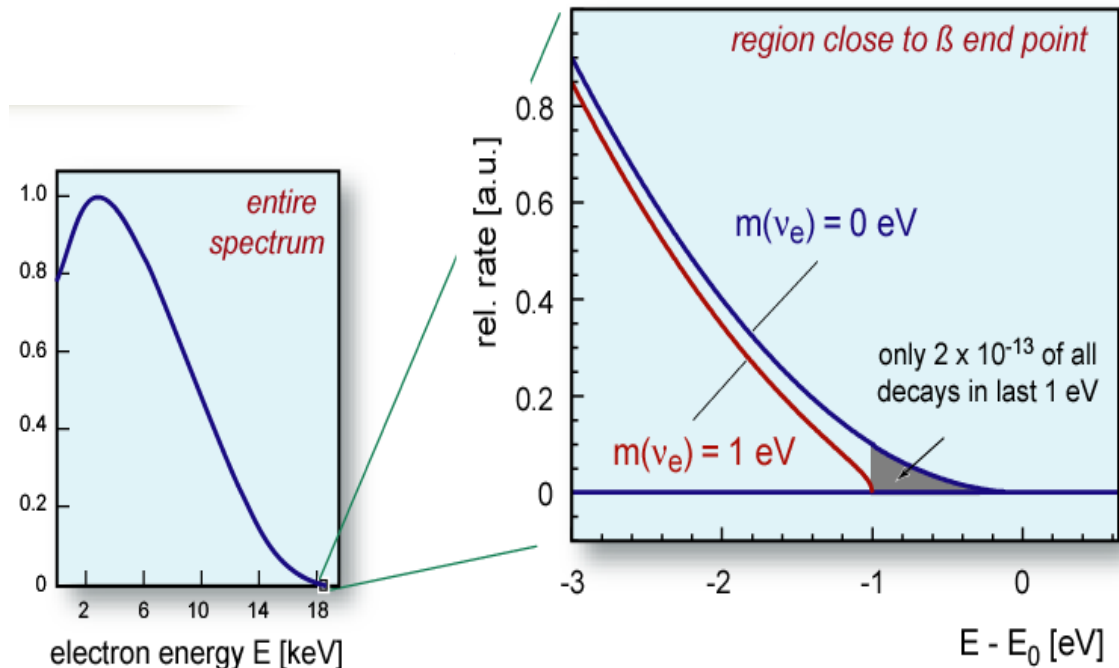 entire
spectrum
1.0
0.8
0.6
0.4
0.2
0
2 6 10 14 18
electron energy E [keV]
region close to ß end point
rel. rate [a.u.]
0.8
0.6
0.4
0.2
0
m(νe) = 0 eV
only 2 x 10⁻¹³ of all
decays in last 1 eV
m(νe) = 1 eV
-3 -2 -1 0
E - E₀ [eV]